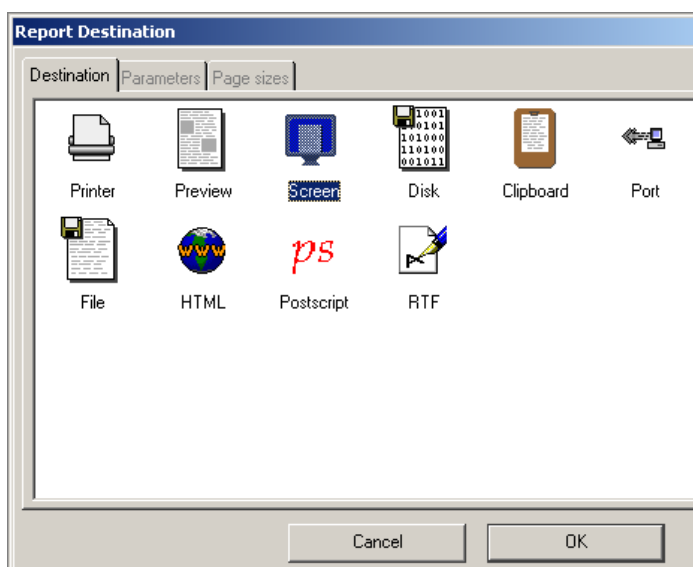 Report Destination
Destination Parameters Page sizes
1001
0101
101000
110100
001011
Printer Preview Screen Disk Clipboard Port
www ps
File HTML Postscript RTF
Cancel OK